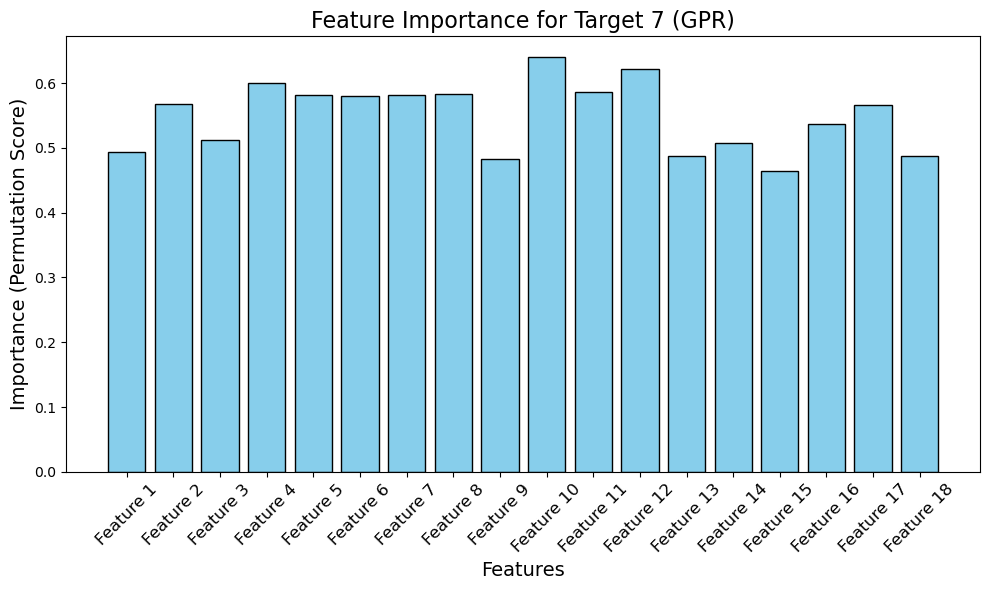 Feature Importance for Target 7 (GPR)
Importance (Permutation Score)
0.6
0.5
0.4
0.3
0.2
0.1
0.0
Feature 1
Feature 2
Feature 3
Feature 4
Feature 5
Feature 6
Feature 7
Feature 8
Feature 9
Feature 10
Feature 11
Feature 12
Feature 13
Feature 14
Feature 15
Feature 16
Feature 17
Feature 18
Features